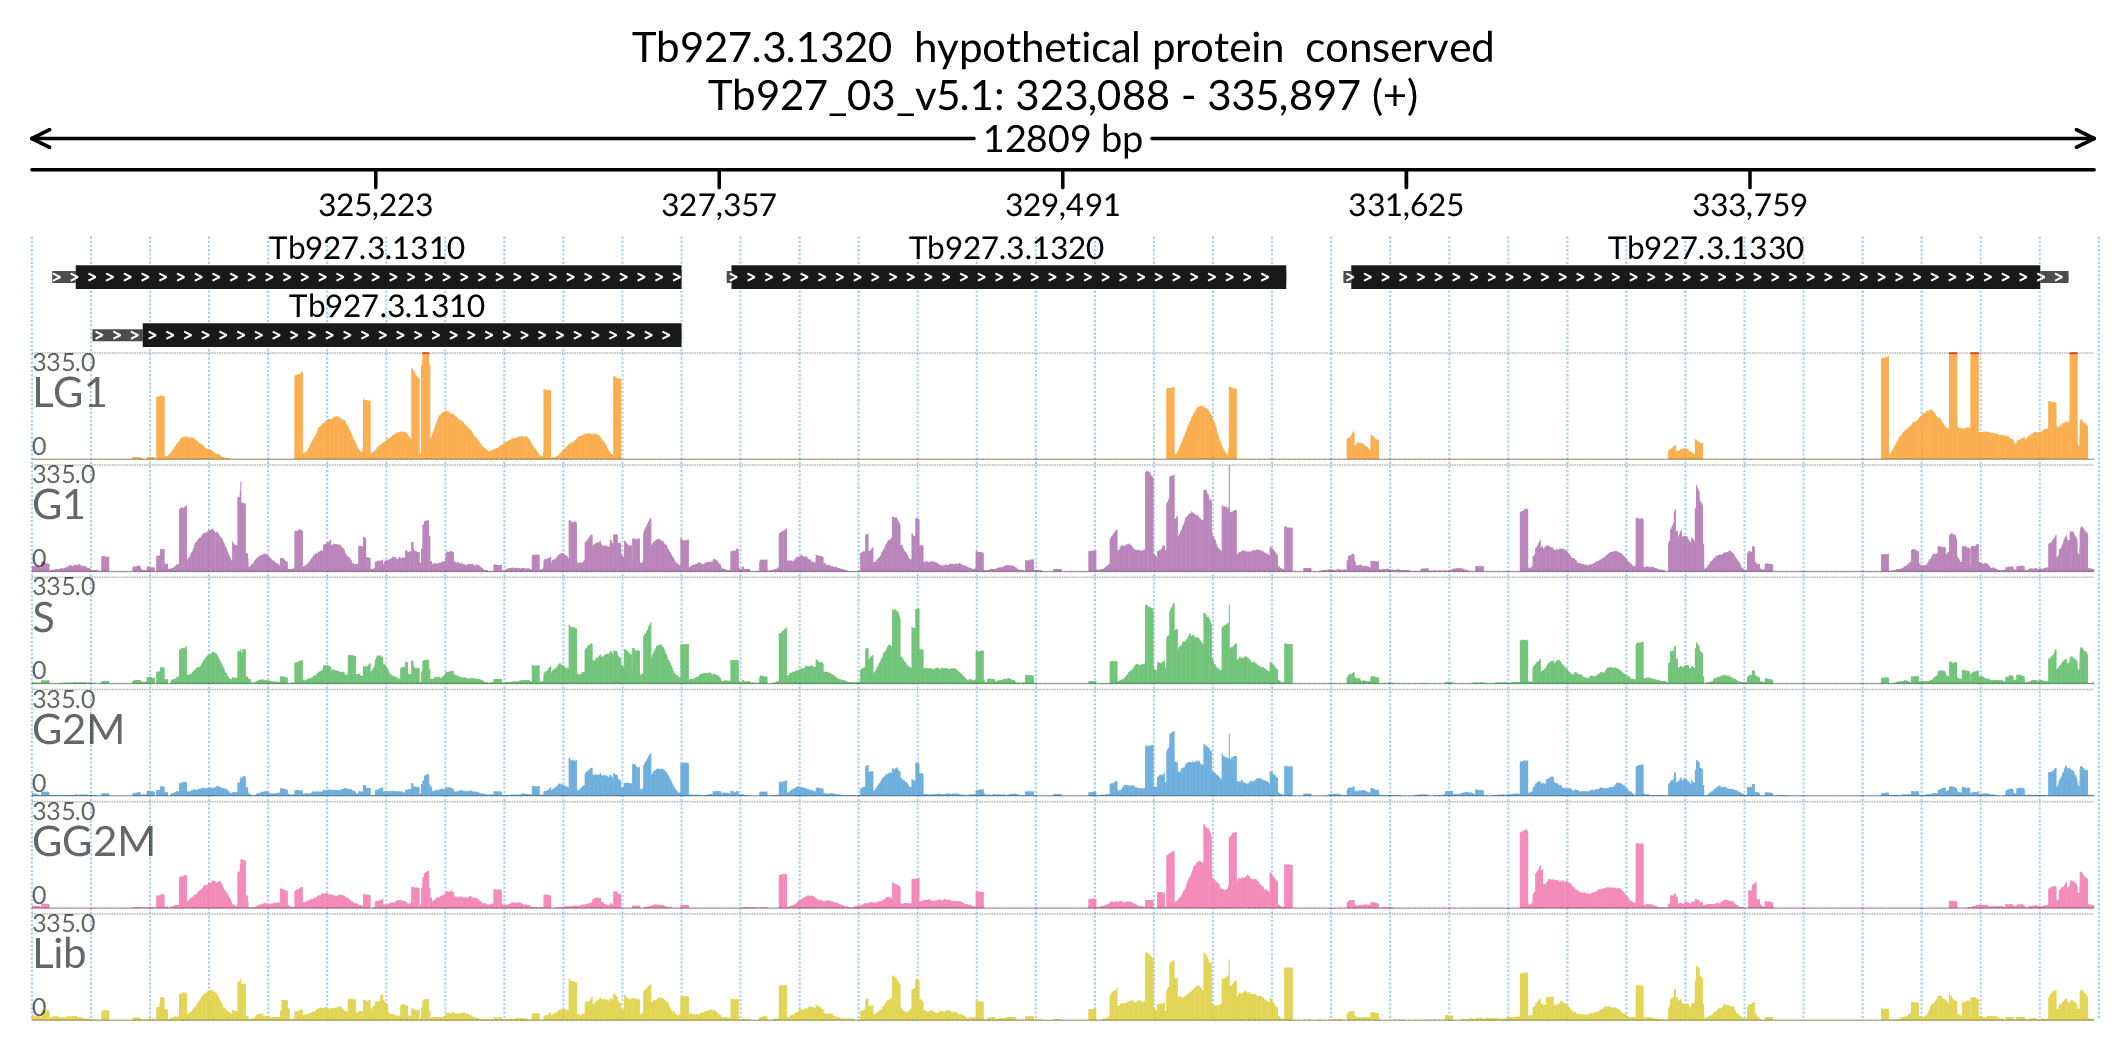 Tb927.3.1320  hypothetical protein  conserved
Tb927_03_v5.1: 323,088 - 335,897 (+)
12809 bp
325,223 327,357 329,491 331,625 333,759
Tb927.3.1310 Tb927.3.1320 Tb927.3.1330
Tb927.3.1310
335.0
LG1
0
335.0
G1
0
335.0
S
0
335.0
G2M
0
335.0
GG2M
0
335.0
Lib
0